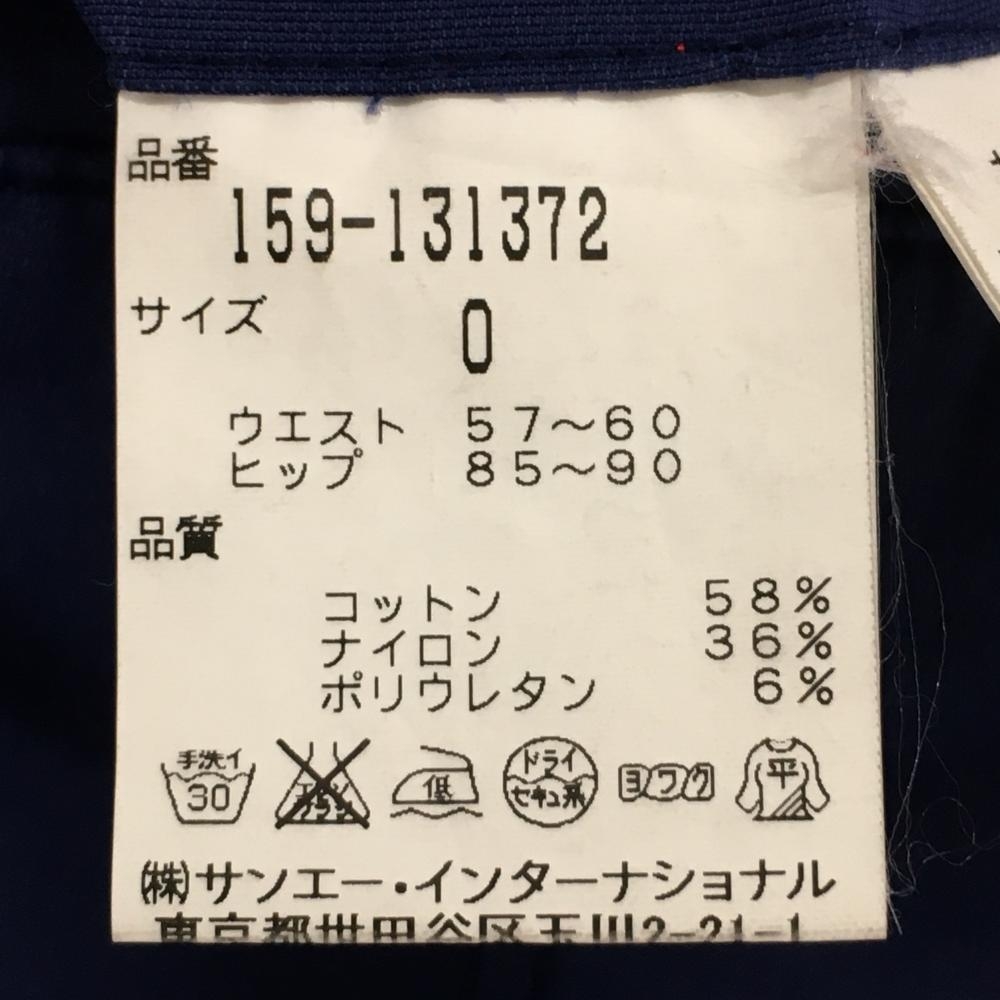 品番
159-131372
サイズ
0
ウエスト 57～60
ヒップ 85～90
品質
コットン 58%
ナイロン 36%
ポリウレタン 6%
手洗イ 30 低 ドライ セキユ系 ヨワク 平
㈱サンエー・インターナショナル
東京都世田谷区玉川2-21-1